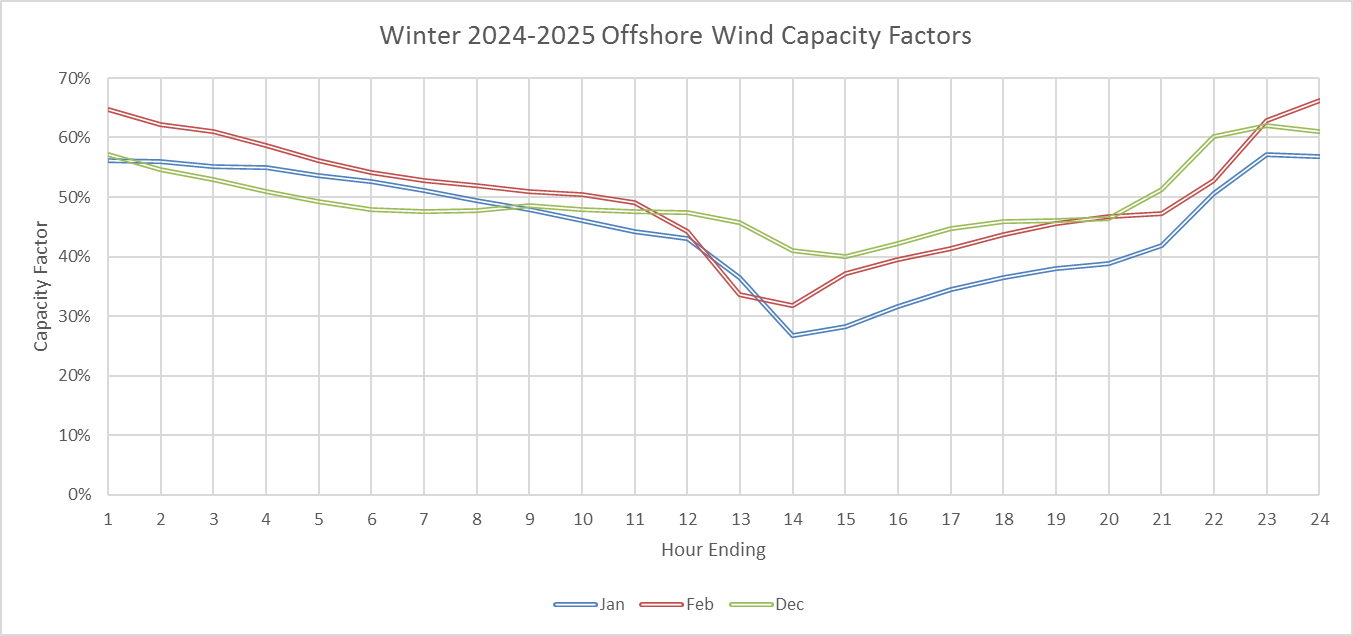 Winter 2024-2025 Offshore Wind Capacity Factors
70%
60%
50%
40%
30%
20%
10%
0%
Capacity Factor
1 2 3 4 5 6 7 8 9 10 11 12 13 14 15 16 17 18 19 20 21 22 23 24
Hour Ending
Jan Feb Dec